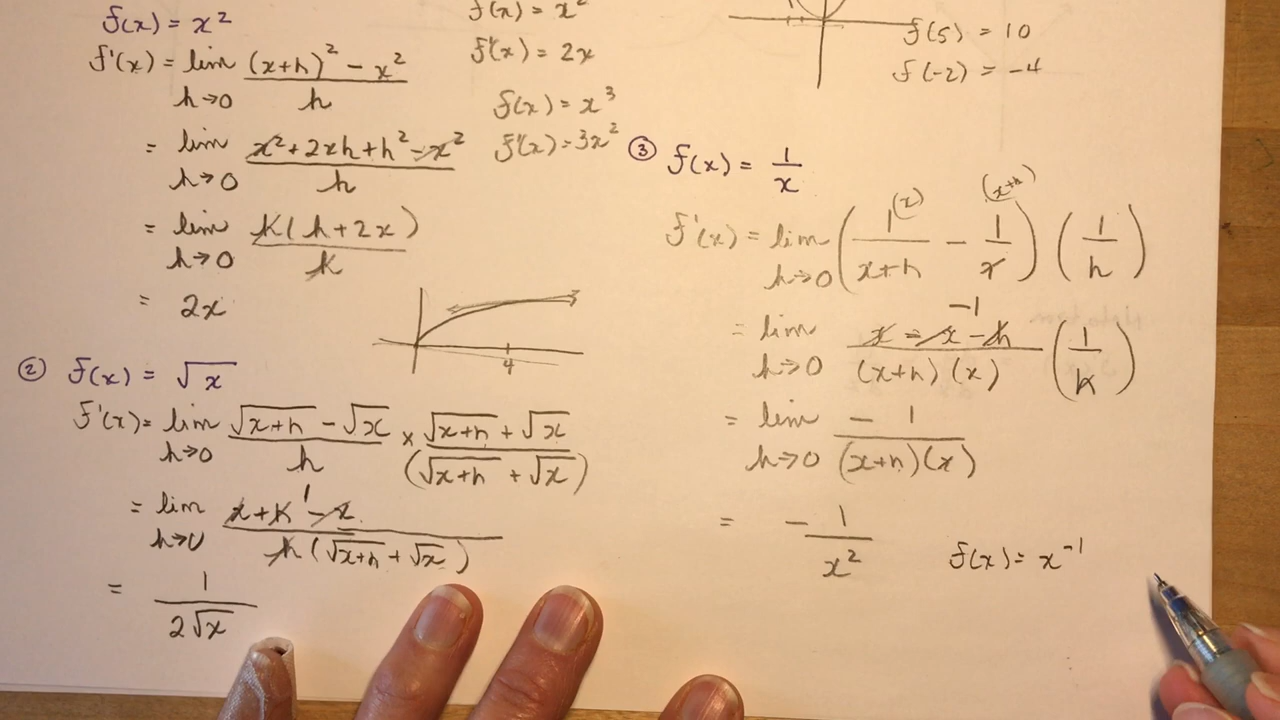 f(x) = x²
f'(x) = lim h→0 ((x+h)² − x²)/h
= lim h→0 (x² + 2xh + h² − x²)/h
= lim h→0 h(h+2x)/h
= 2x
f(x) = x²
f'(x) = 2x
f(x) = x³
f'(x) = 3x²
f(5) = 10
f(-2) = -4
4
② f(x) = √x
f'(x) = lim h→0 (√(x+h) − √x)/h × (√(x+h) + √x)/(√(x+h) + √x)
= lim h→0 (x + h 1 − x)/(h(√(x+h) + √x))
= 1/(2√x)
③ f(x) = 1/x
(x) (x+h)
f'(x) = lim h→0 (1/(x+h) − 1/x)(1/h)
-1
= lim h→0 (x − x − h)/((x+h)(x)) (1/h)
= lim h→0 −1/((x+h)(x))
= −1/x²
f(x) = x⁻¹